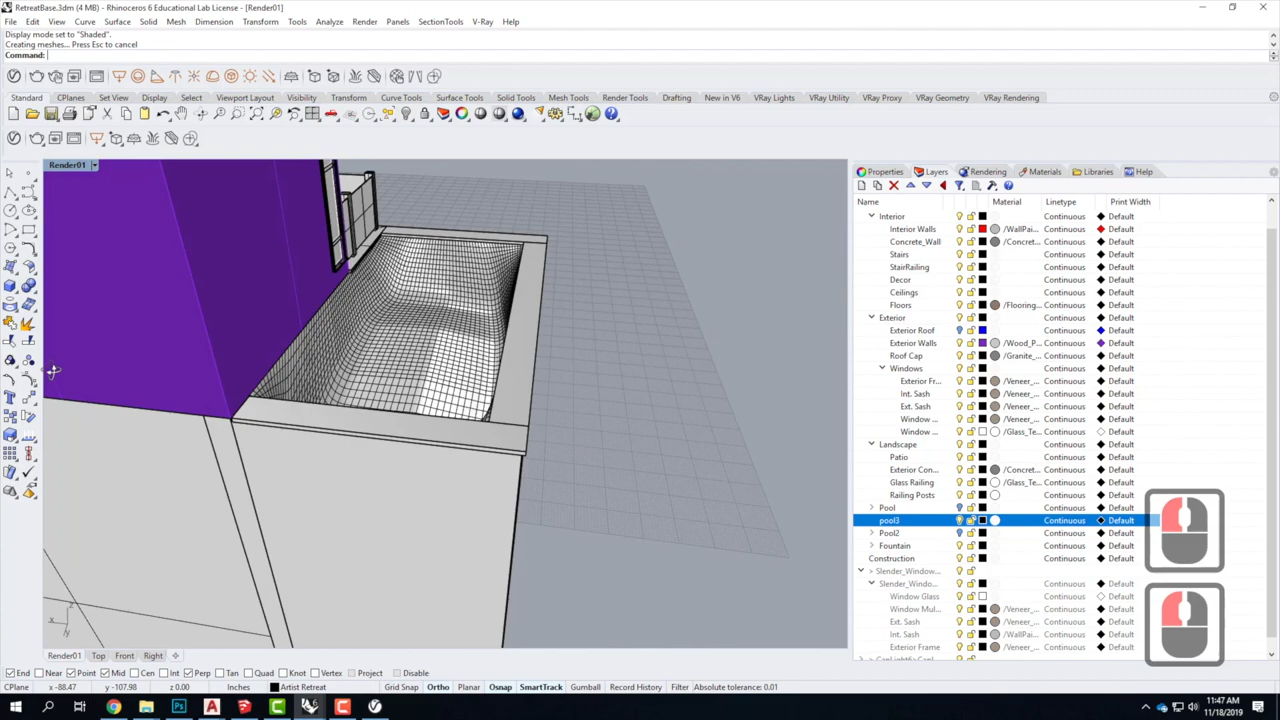 RetreatBase.3dm (4 MB) - Rhinoceros 6 Educational Lab License - [Render01]
File Edit View Curve Surface Solid Mesh Dimension Transform Tools Analyze Render Panels SectionTools V-Ray Help
Display mode set to "Shaded".
Creating meshes... Press Esc to cancel
Command:
Standard CPlanes Set View Display Select Viewport Layout Visibility Transform Curve Tools Surface Tools Solid Tools Mesh Tools Render Tools Drafting New in V6 VRay Lights VRay Utility VRay Proxy VRay Geometry VRay Rendering
Render01
Properties Layers Rendering Materials Libraries Help
Name Material Linetype Print Width
Interior Continuous Default
Interior Walls /WallPai... Continuous Default
Concrete_Wall /Concret... Continuous Default
Stairs Continuous Default
StairRailing Continuous Default
Decor Continuous Default
Ceilings Continuous Default
Floors /Flooring... Continuous Default
Exterior Continuous Default
Exterior Roof Continuous Default
Exterior Walls /Wood_P... Continuous Default
Roof Cap /Granite_... Continuous Default
Windows Continuous Default
Exterior Fr... /Veneer_... Continuous Default
Int. Sash /Veneer_... Continuous Default
Ext. Sash /Veneer_... Continuous Default
Window ... /Veneer_... Continuous Default
Window ... /Glass_Te... Continuous Default
Landscape Continuous Default
Patio Continuous Default
Exterior Con... /Concret... Continuous Default
Glass Railing /Glass_Te... Continuous Default
Railing Posts Continuous Default
Pool Continuous Default
pool3 Continuous Default
Pool2 Continuous Default
Fountain Continuous Default
Construction Continuous Default
> Slender_Window... Continuous Default
Slender_Windo... Continuous Default
Window Glass Continuous Default
Window Mul... /Veneer_... Continuous Default
Ext. Sash /Veneer_... Continuous Default
Int. Sash /WallPai... Continuous Default
Exterior Frame /Veneer_... Continuous Default
z
x
y
Render01 Top Front Right
End Near Point Mid Cen Int Perp Tan Quad Knot Vertex Project Disable
CPlane x -88.47 y -107.98 z 0.00 Inches Artist Retreat Grid Snap Ortho Planar Osnap SmartTrack Gumball Record History Filter Absolute tolerance: 0.01
11:47 AM
11/18/2019